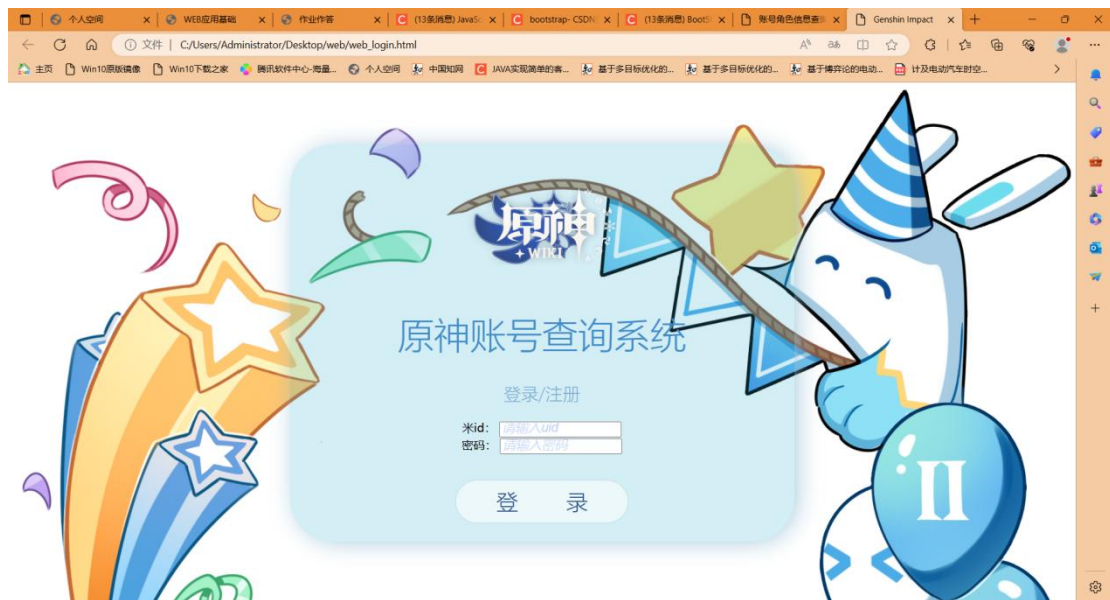 个人空间
WEB应用基础
作业作答
(13条消息) JavaSc
bootstrap- CSDN
(13条消息) Boots
账号角色信息查
Genshin Impact
文件 | C:/Users/Administrator/Desktop/web/web_login.html
主页 Win10原版镜像 Win10下载之家 腾讯软件中心-海量... 个人空间 中国知网 JAVA实现简单的客... 基于多目标优化的... 基于多目标优化的... 基于博弈论的电动... 计及电动汽车时空...
原神
WIKI
原神账号查询系统
登录/注册
米id： 请输入uid
密码： 请输入密码
登 录
II